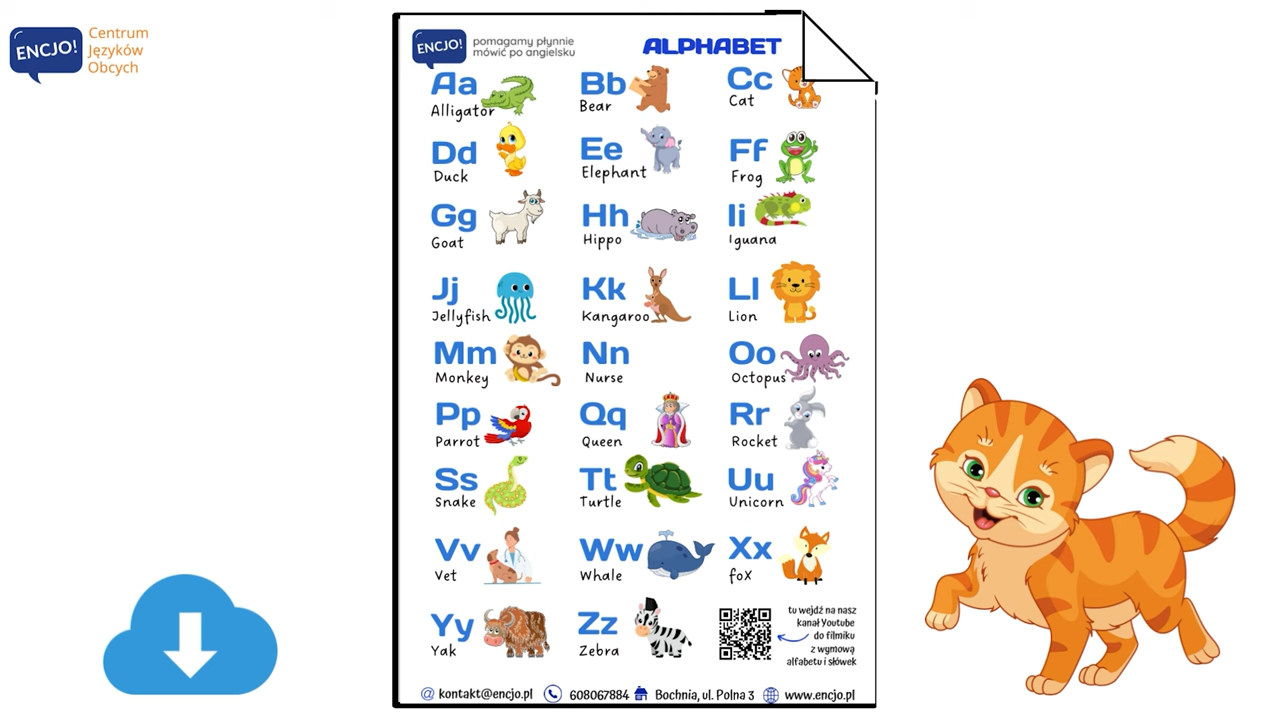 ENCJO!
Centrum
Języków
Obcych
ENCJO!
pomagamy płynnie
mówić po angielsku
ALPHABET
Aa
Alligator
Bb
Bear
Cc
Cat
Dd
Duck
Ee
Elephant
Ff
Frog
Gg
Goat
Hh
Hippo
Ii
Iguana
Jj
Jellyfish
Kk
Kangaroo
Ll
Lion
Mm
Monkey
Nn
Nurse
Oo
Octopus
Pp
Parrot
Qq
Queen
Rr
Rocket
Ss
Snake
Tt
Turtle
Uu
Unicorn
Vv
Vet
Ww
Whale
Xx
foX
Yy
Yak
Zz
Zebra
tu wejdź na nasz
kanał Youtube
do filmiku
z wymową
alfabetu i słówek
@ kontakt@encjo.pl 608067884 Bochnia, ul. Polna 3 www.encjo.pl